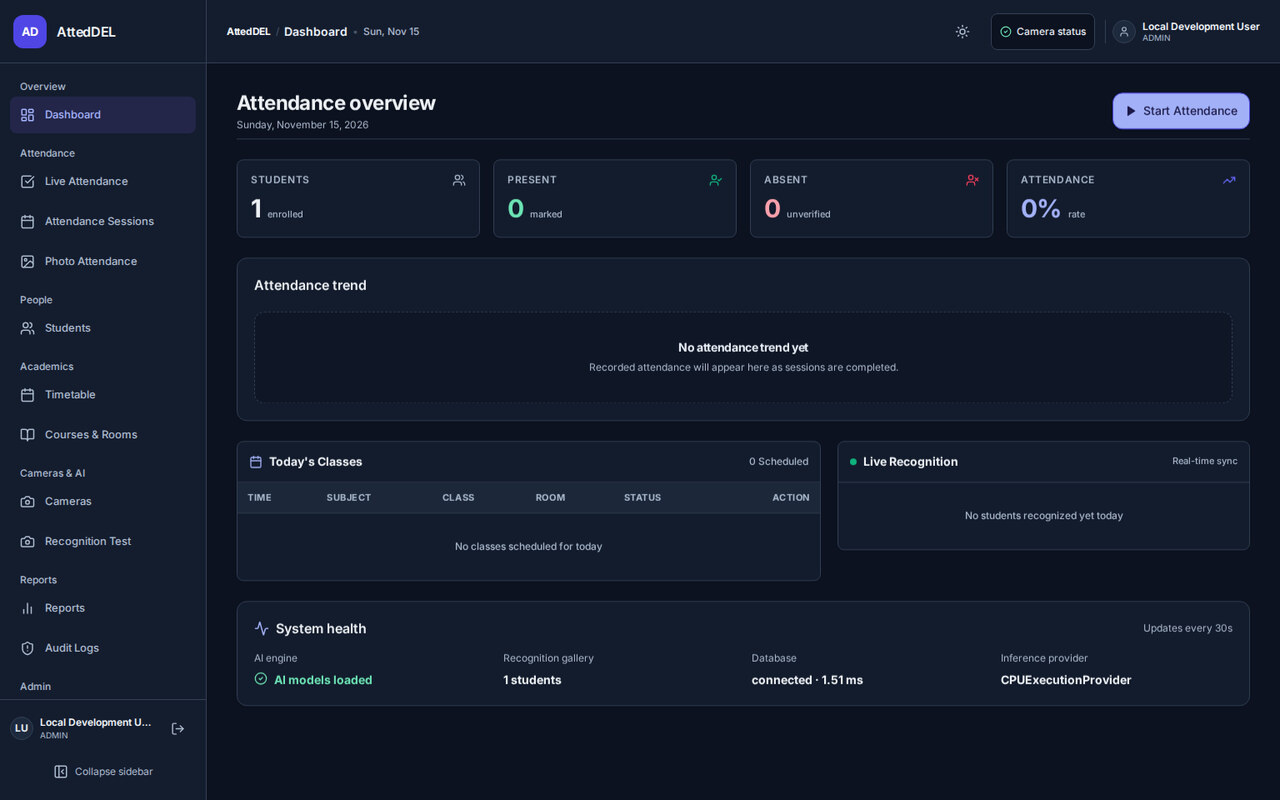 AD
AttedDEL
Overview
Dashboard
Attendance
Live Attendance
Attendance Sessions
Photo Attendance
People
Students
Academics
Timetable
Courses & Rooms
Cameras & AI
Cameras
Recognition Test
Reports
Reports
Audit Logs
Admin
LU
Local Development U...
ADMIN
Collapse sidebar
AttedDEL / Dashboard • Sun, Nov 15
Camera status
Local Development User
ADMIN
Attendance overview
Sunday, November 15, 2026
Start Attendance
STUDENTS
1 enrolled
PRESENT
0 marked
ABSENT
0 unverified
ATTENDANCE
0% rate
Attendance trend
No attendance trend yet
Recorded attendance will appear here as sessions are completed.
Today's Classes
0 Scheduled
TIME SUBJECT CLASS ROOM STATUS ACTION
No classes scheduled for today
Live Recognition
Real-time sync
No students recognized yet today
System health
Updates every 30s
AI engine
AI models loaded
Recognition gallery
1 students
Database
connected · 1.51 ms
Inference provider
CPUExecutionProvider